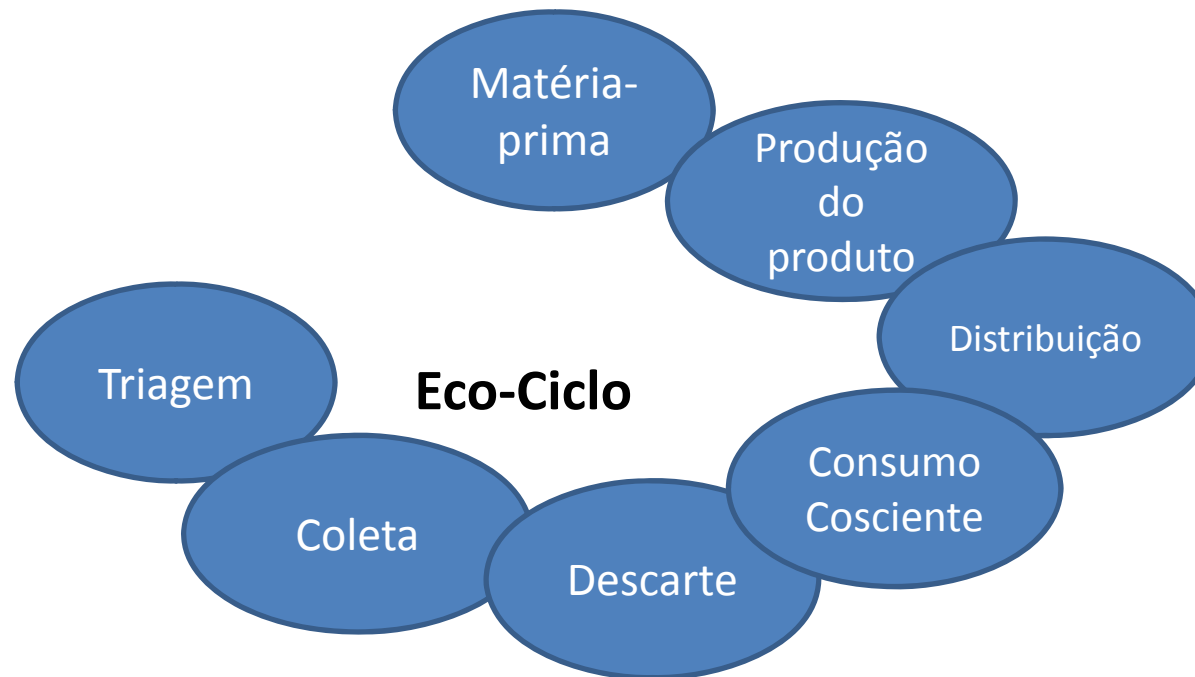 Matéria-
prima
Produção
do
produto
Distribuição
Triagem
Eco-Ciclo
Consumo
Cosciente
Coleta
Descarte